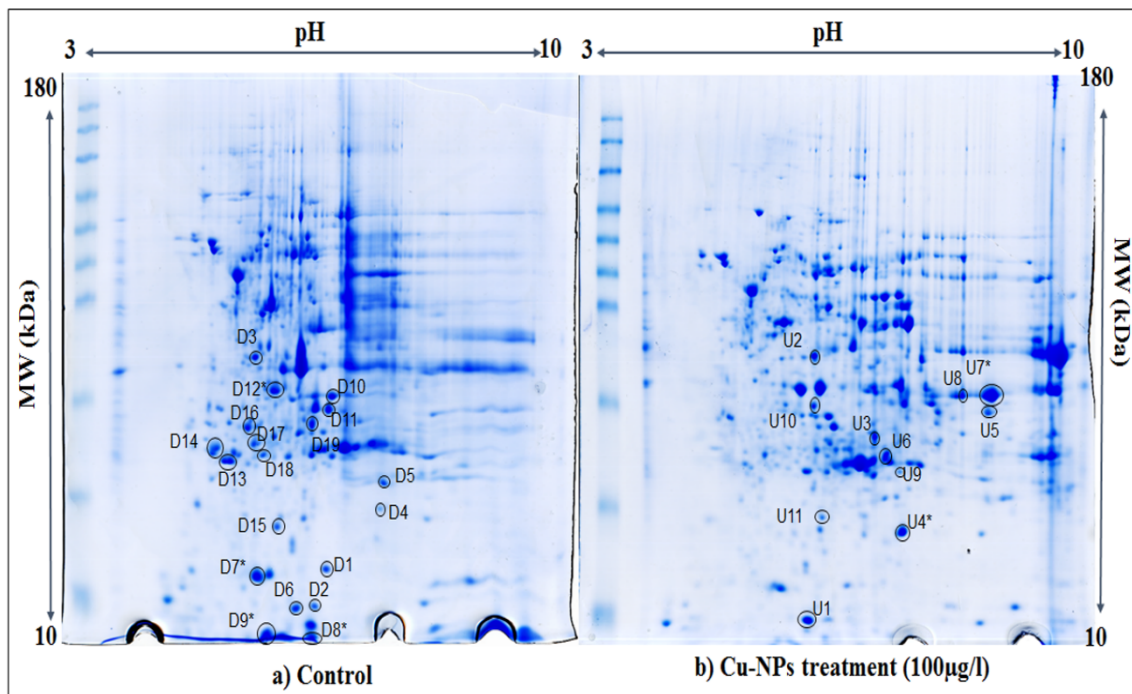 pH
3
10
180
MW (kDa)
D3
D12*
D10
D16
D11
D17
D19
D14
D18
D13
D5
D4
D15
D7*
D1
D6
D2
D9*
D8*
10
a) Control
pH
3
10
180
MW (kDa)
U2
U7*
U8
U10
U5
U3
U6
U9
U11
U4*
U1
10
b) Cu-NPs treatment (100µg/l)